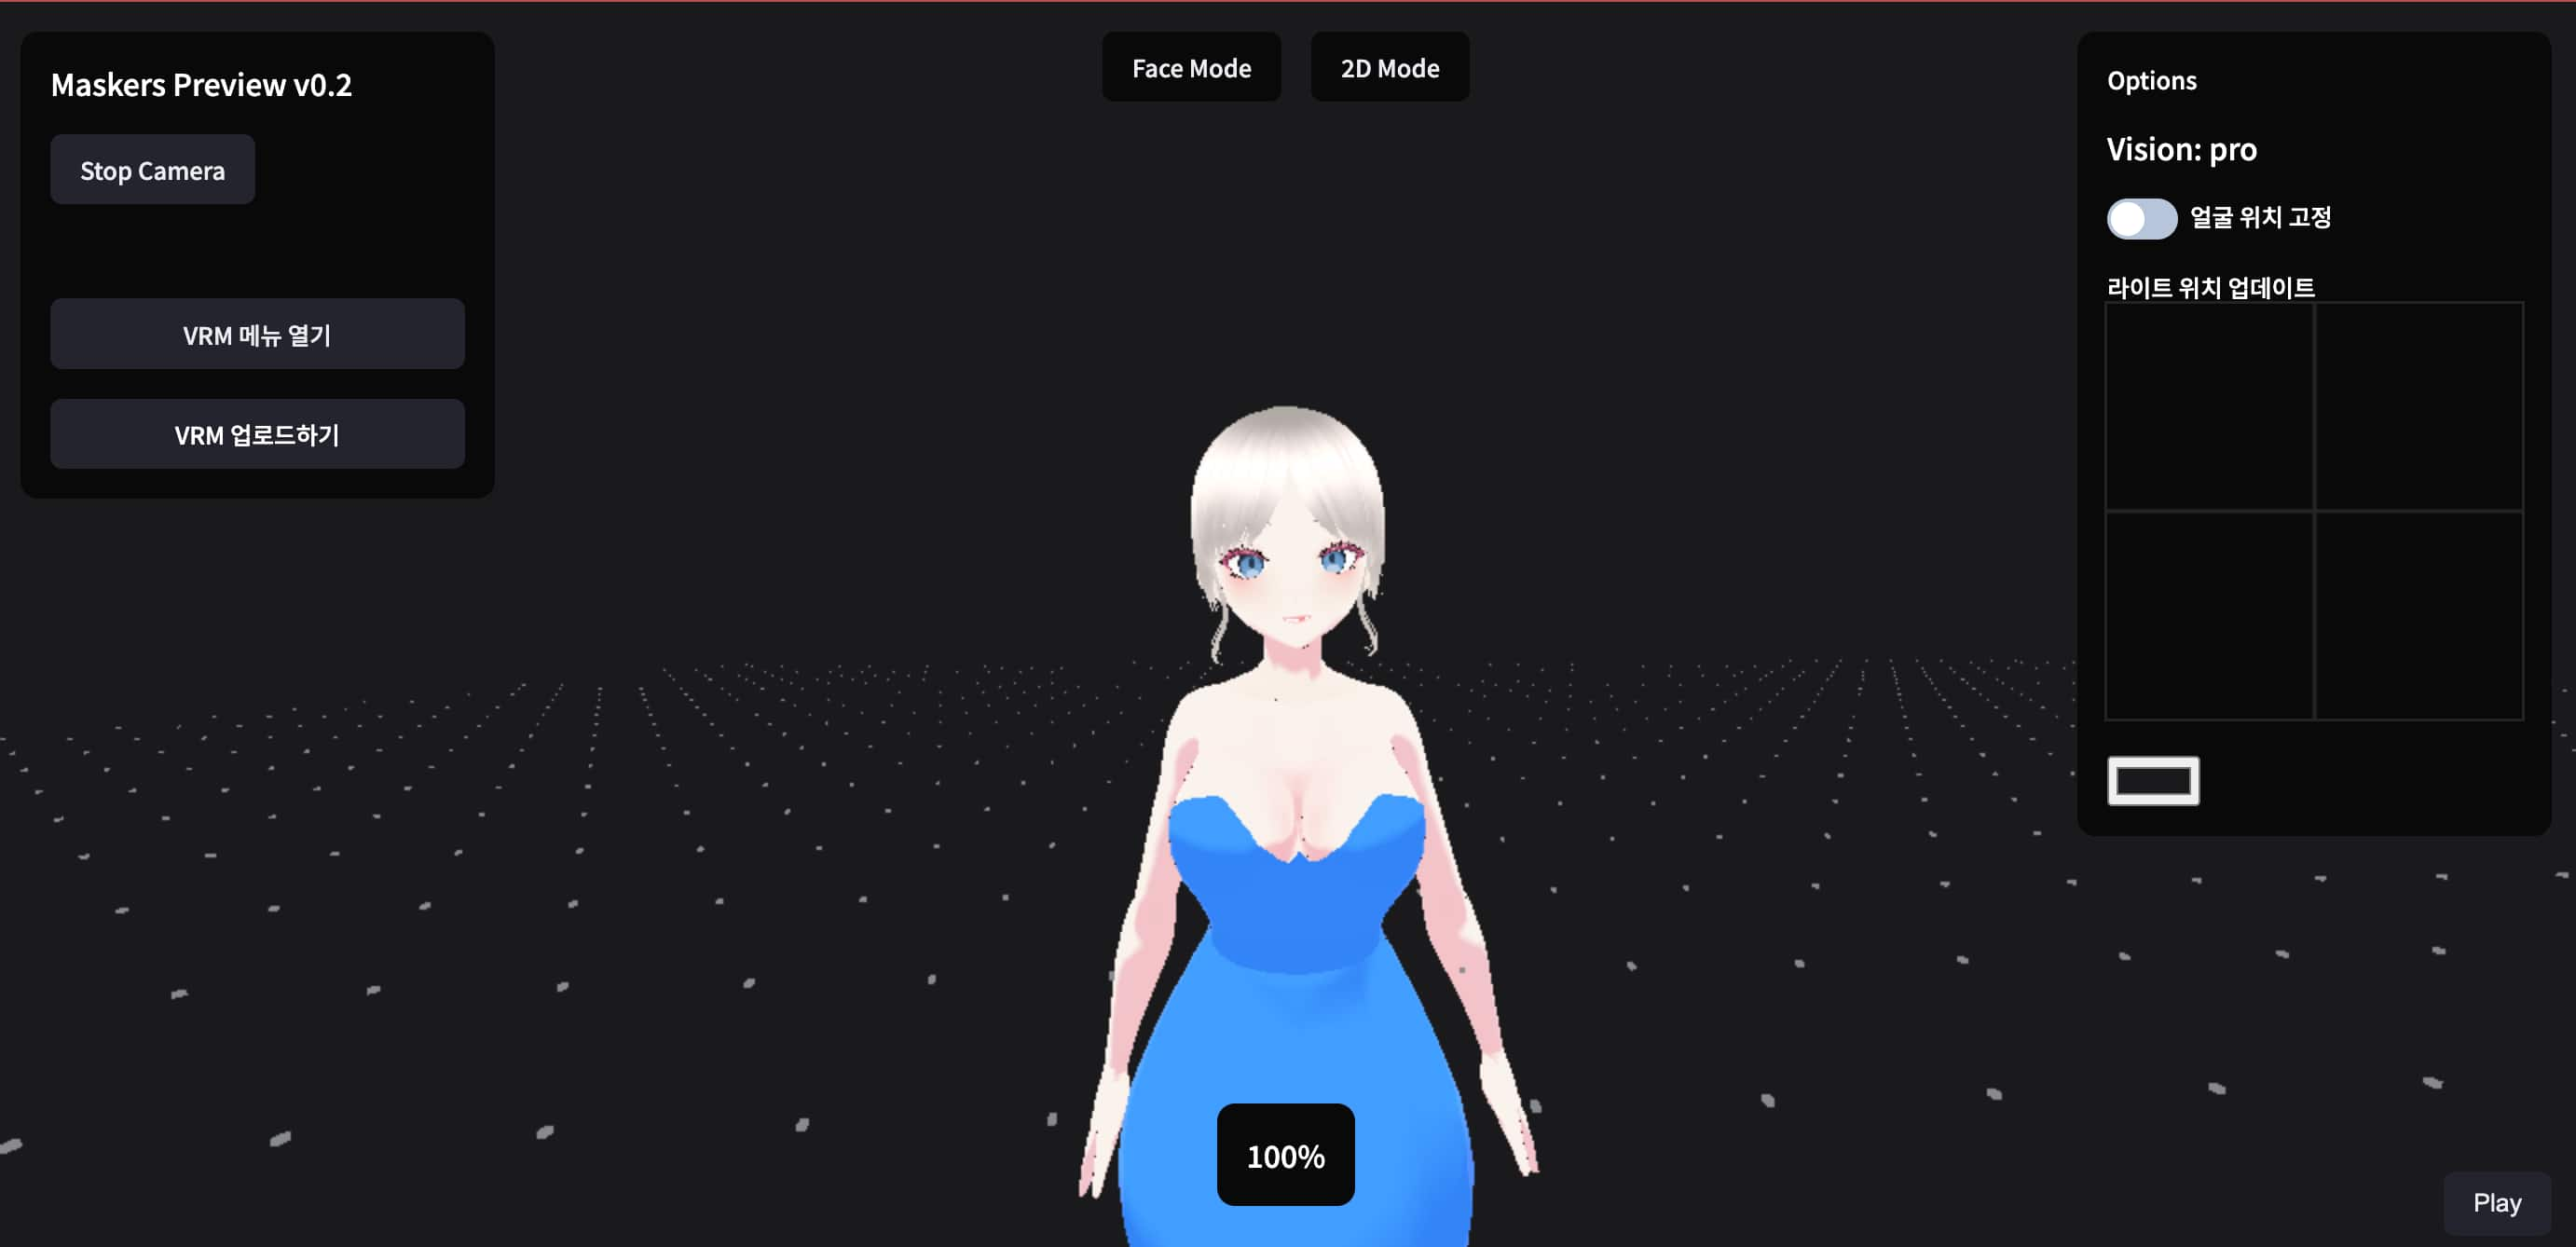 Maskers Preview v0.2
Stop Camera
VRM 메뉴 열기
VRM 업로드하기
Face Mode
2D Mode
Options
Vision: pro
얼굴 위치 고정
라이트 위치 업데이트
100%
Play